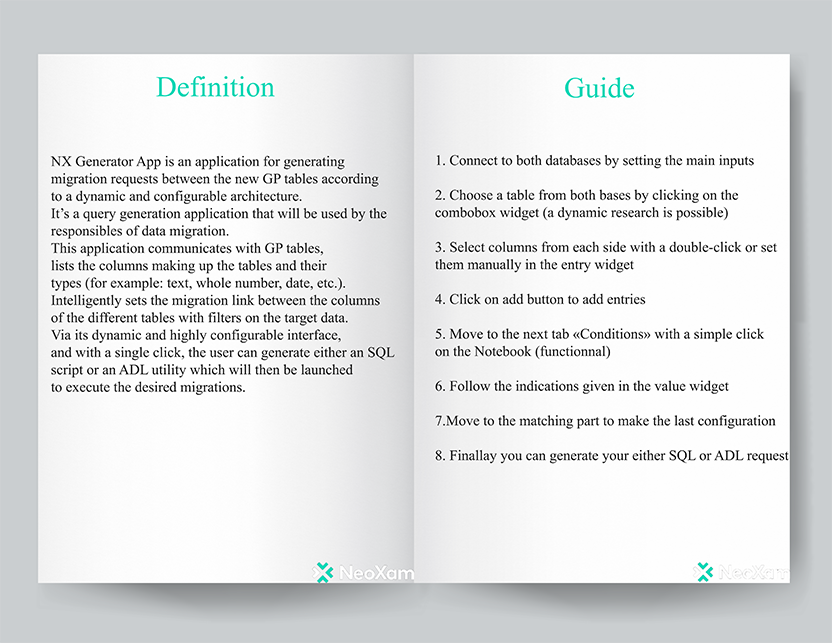 Definition
NX Generator App is an application for generating
migration requests between the new GP tables according
to a dynamic and configurable architecture.
It’s a query generation application that will be used by the
responsibles of data migration.
This application communicates with GP tables,
lists the columns making up the tables and their
types (for example: text, whole number, date, etc.).
Intelligently sets the migration link between the columns
of the different tables with filters on the target data.
Via its dynamic and highly configurable interface,
and with a single click, the user can generate either an SQL
script or an ADL utility which will then be launched
to execute the desired migrations.
NeoXam
Guide
1. Connect to both databases by setting the main inputs
2. Choose a table from both bases by clicking on the
combobox widget (a dynamic research is possible)
3. Select columns from each side with a double-click or set
them manually in the entry widget
4. Click on add button to add entries
5. Move to the next tab «Conditions» with a simple click
on the Notebook (functionnal)
6. Follow the indications given in the value widget
7.Move to the matching part to make the last configuration
8. Finallay you can generate your either SQL or ADL request
NeoXam